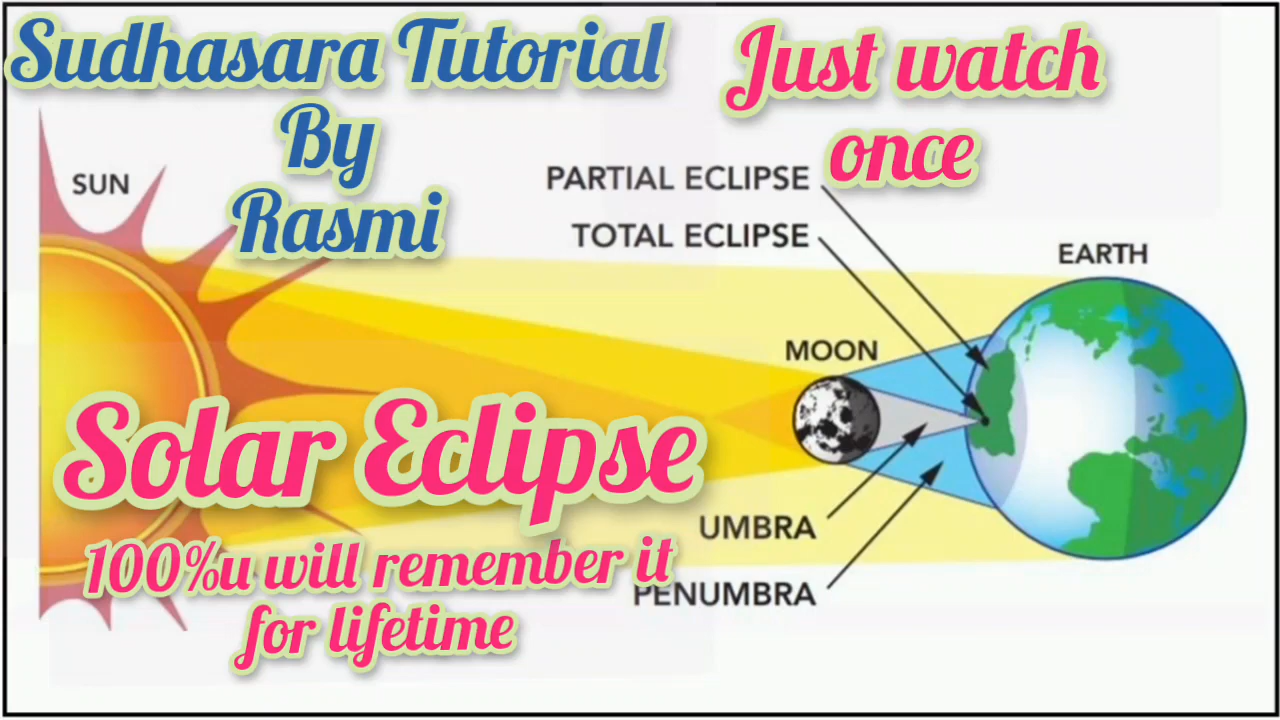 Sudhasara Tutorial
By
Rasmi
Just watch
once
SUN
PARTIAL ECLIPSE
TOTAL ECLIPSE
EARTH
MOON
Solar Eclipse
UMBRA
100%u will remember it
PENUMBRA
for lifetime